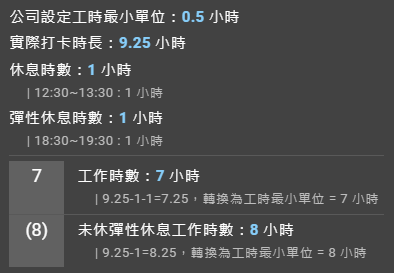 公司設定工時最小單位：0.5 小時
實際打卡時長：9.25 小時
休息時數：1 小時
| 12:30~13:30 : 1 小時
彈性休息時數：1 小時
| 18:30~19:30 : 1 小時
7 工作時數：7 小時
| 9.25-1-1=7.25，轉換為工時最小單位 = 7 小時
(8) 未休彈性休息工作時數：8 小時
| 9.25-1=8.25，轉換為工時最小單位 = 8 小時